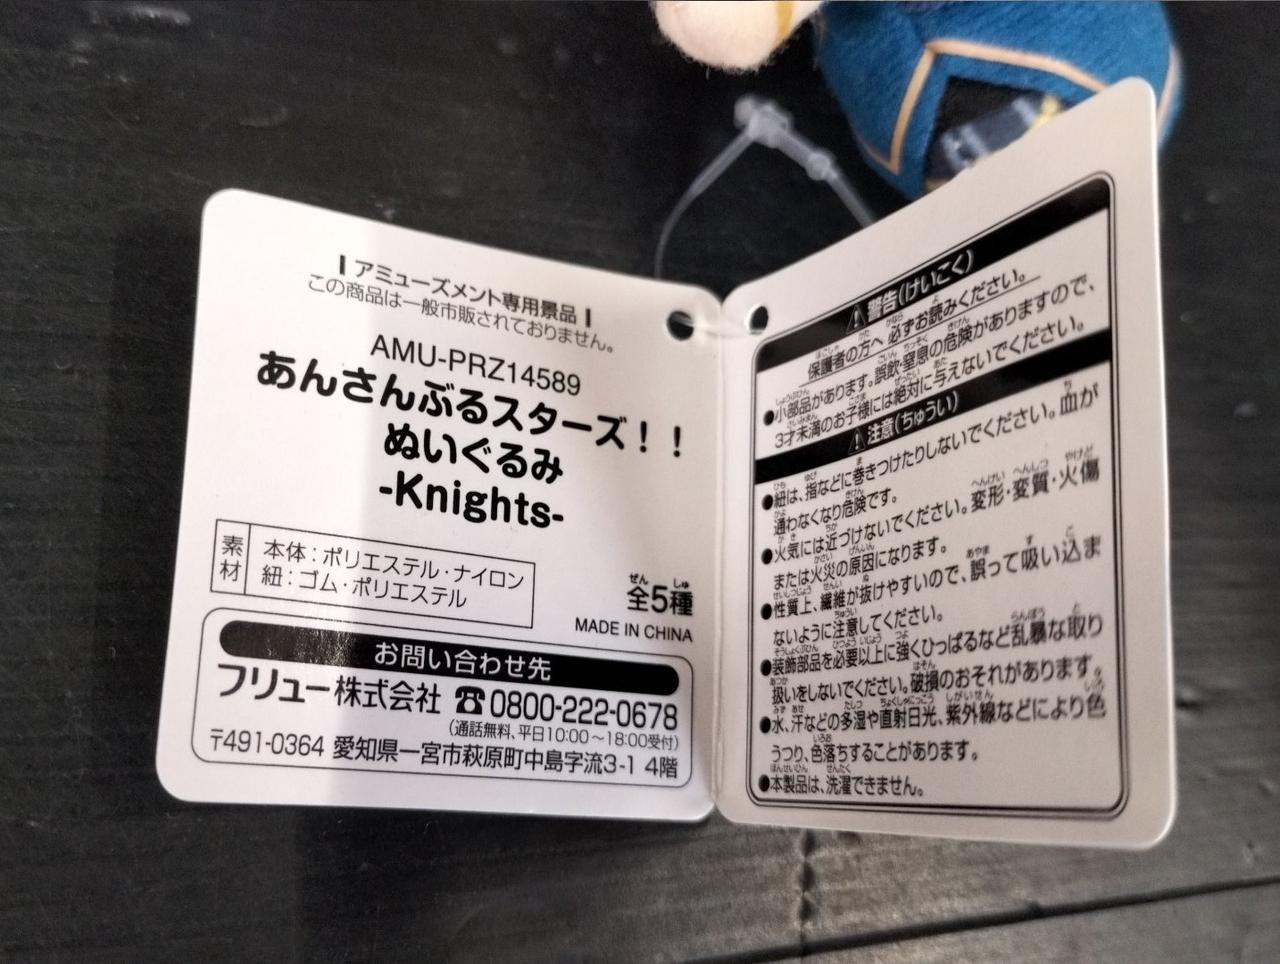 アミューズメント専用景品
この商品は一般市販されておりません。
AMU-PRZ14589
あんさんぶるスターズ！！
ぬいぐるみ
-Knights-
素材
本体：ポリエステル・ナイロン
紐：ゴム・ポリエステル
全5種
MADE IN CHINA
お問い合わせ先
フリュー株式会社 ☎0800-222-0678
(通話無料、平日10:00～18:00受付)
〒491-0364 愛知県一宮市萩原町中島字流3-1 4階
⚠警告(けいこく)
保護者の方へ 必ずお読みください。
●小部品があります。誤飲・窒息の危険がありますので、
3才未満のお子様には絶対に与えないでください。
⚠注意(ちゅうい)
●紐は、指などに巻きつけたりしないでください。血が
通わなくなり危険です。
●火気には近づけないでください。変形・変質・火傷
または火災の原因になります。
●性質上、繊維が抜けやすいので、誤って吸い込ま
ないように注意してください。
●装飾部品を必要以上に強くひっぱるなど乱暴な取り
扱いをしないでください。破損のおそれがあります。
●水、汗などの多湿や直射日光、紫外線などにより色
うつり、色落ちすることがあります。
●本製品は、洗濯できません。